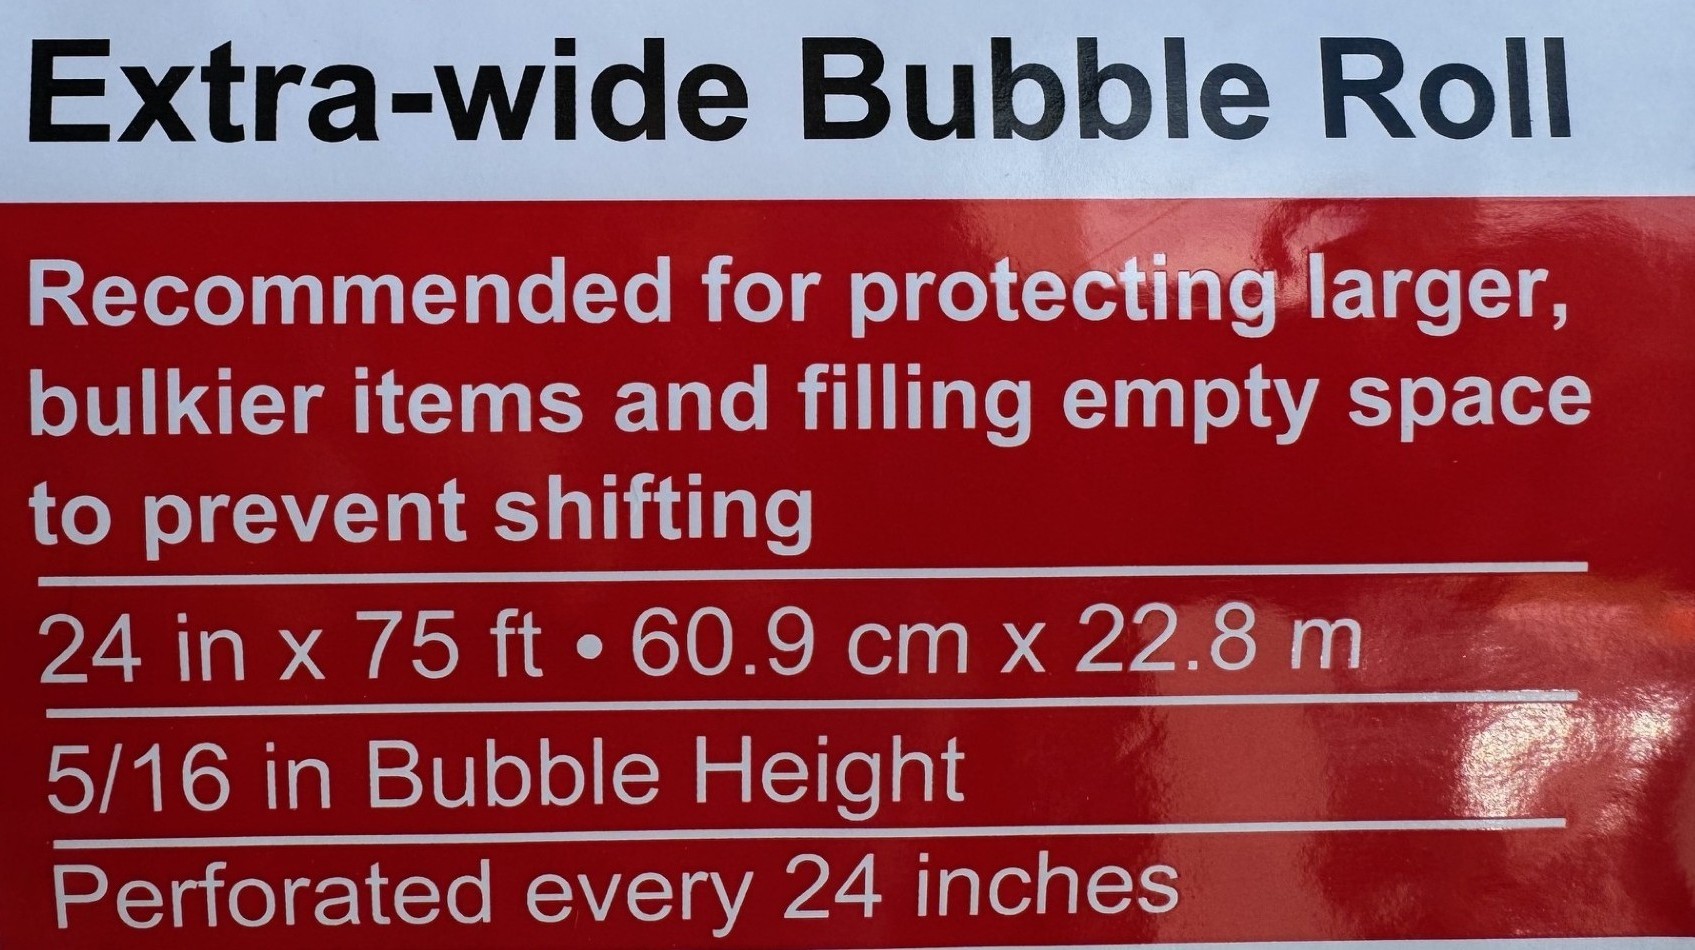 Extra-wide Bubble Roll
Recommended for protecting larger,
bulkier items and filling empty space
to prevent shifting
24 in x 75 ft • 60.9 cm x 22.8 m
5/16 in Bubble Height
Perforated every 24 inches